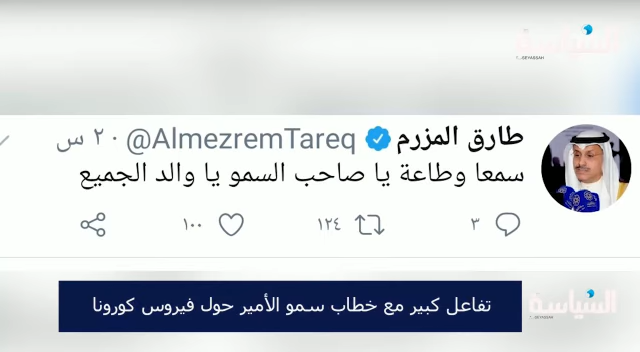 السياسة
طارق المزرم @AlmezremTareq · ٢٠ س
سمعا وطاعة يا صاحب السمو يا والد الجميع
٣ ١٢٤ ١٠٠
تفاعل كبير مع خطاب سمو الأمير حول فيروس كورونا
السياسة